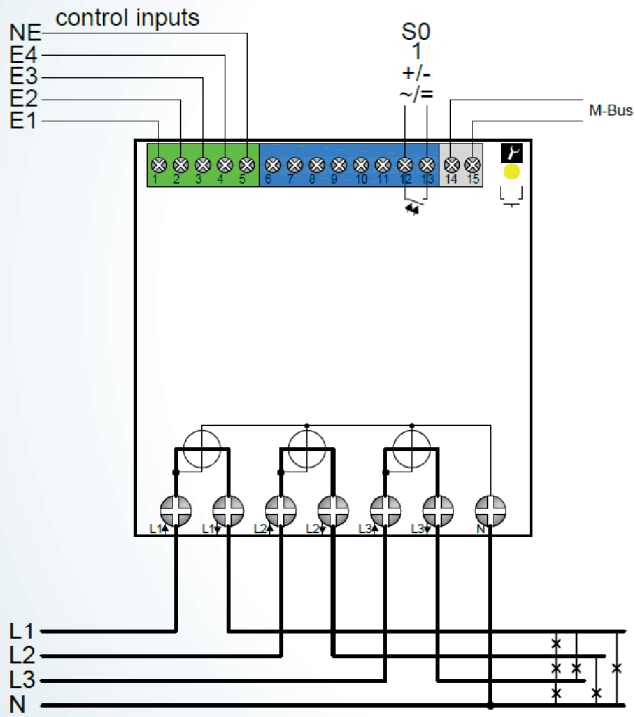 control inputs
NE
E4
E3
E2
E1
S0
1
+/-
~/=
M-Bus
1 2 3 4 5 6 7 8 9 10 11 12 13 14 15
L1 L1 L2 L2 L3 L3 N
L1
L2
L3
N